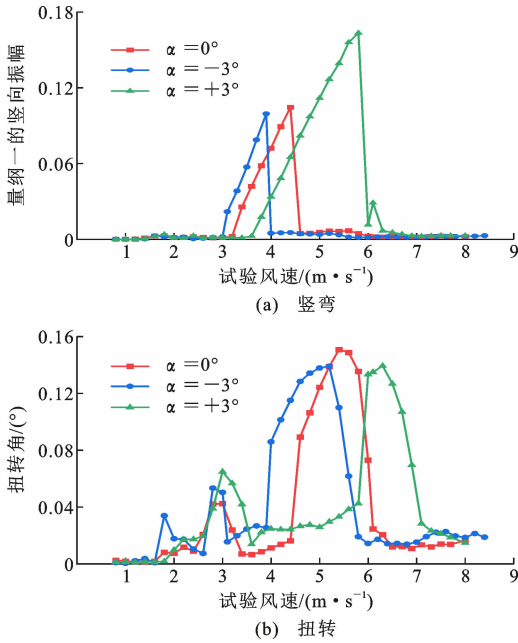 0.18
0.12
0.06
0
量纲一的竖向振幅
α=0°
α=-3°
α=+3°
1 2 3 4 5 6 7 8 9
试验风速/(m·s⁻¹)
(a) 竖弯
0.16
0.12
0.08
0.04
0
扭转角/(°)
α=0°
α=-3°
α=+3°
1 2 3 4 5 6 7 8 9
试验风速/(m·s⁻¹)
(b) 扭转